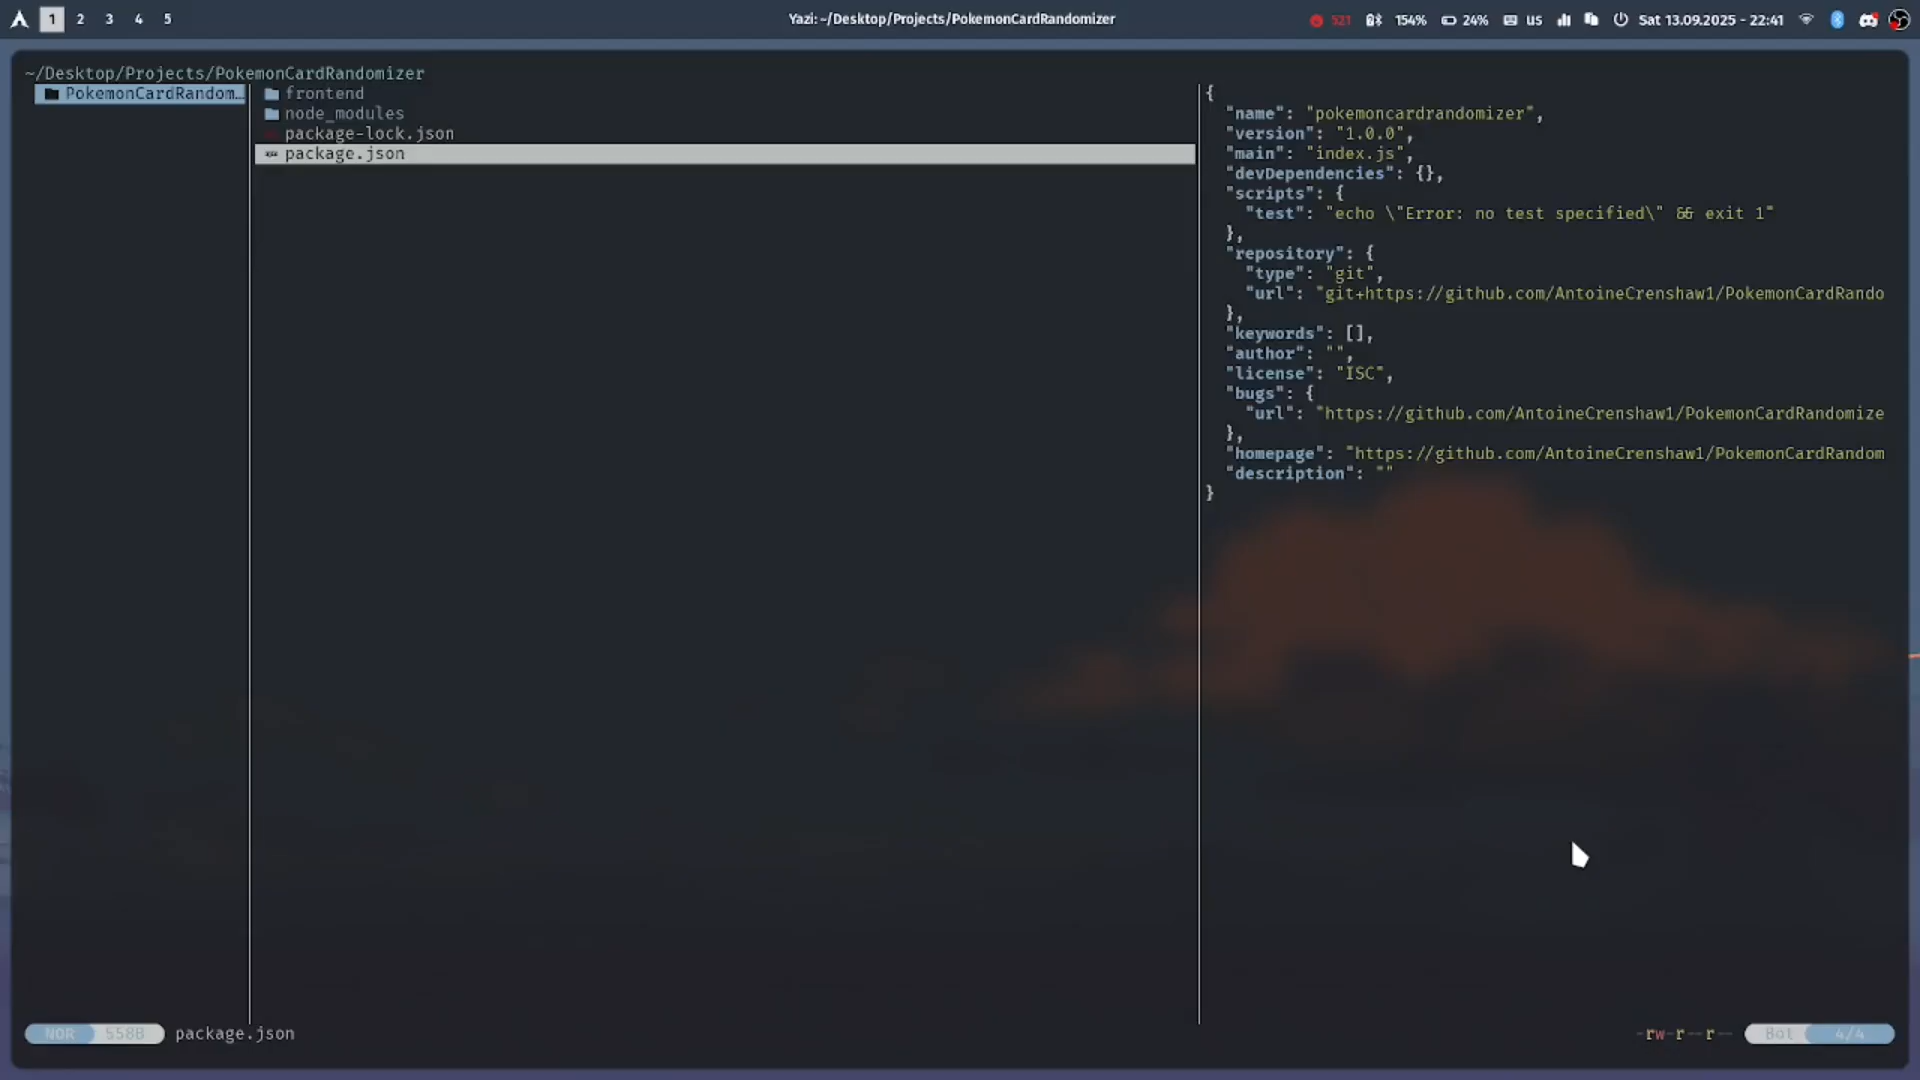 1 2 3 4 5
Yazi: ~/Desktop/Projects/PokemonCardRandomizer
521 154% 24% us Sat 13.09.2025 - 22:41
~/Desktop/Projects/PokemonCardRandomizer
PokemonCardRandom…
frontend
node_modules
package-lock.json
package.json
{
"name": "pokemoncardrandomizer",
"version": "1.0.0",
"main": "index.js",
"devDependencies": {},
"scripts": {
"test": "echo \"Error: no test specified\" && exit 1"
},
"repository": {
"type": "git",
"url": "git+https://github.com/AntoineCrenshaw1/PokemonCardRando
},
"keywords": [],
"author": "",
"license": "ISC",
"bugs": {
"url": "https://github.com/AntoineCrenshaw1/PokemonCardRandomize
},
"homepage": "https://github.com/AntoineCrenshaw1/PokemonCardRandom
"description": ""
}
NOR 558B package.json
-rw-r--r-- Bot 4/4